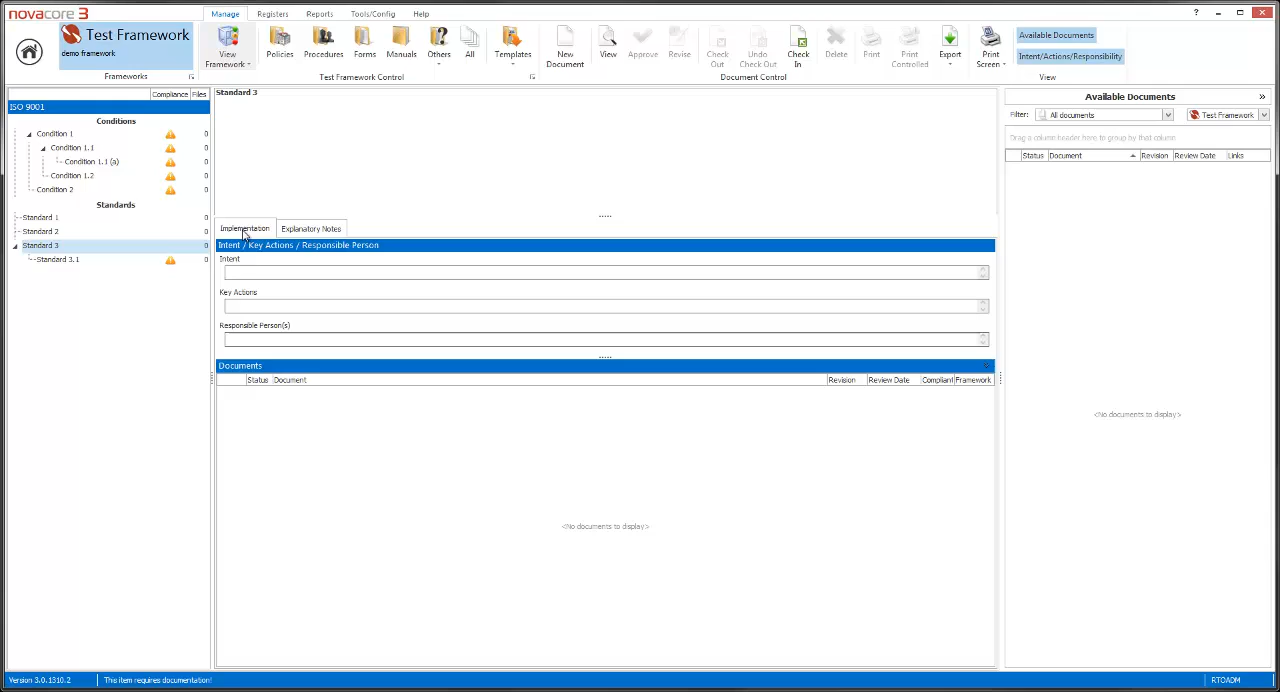 novacore 3
Manage Registers Reports Tools/Config Help
?
Test Framework
demo framework
Frameworks
View Framework
Policies Procedures Forms Manuals Others All Templates
Test Framework Control
New Document
View Approve Revise
Check Out
Undo Check Out
Check In
Delete Print
Print Controlled
Export
Document Control
Print Screen
Available Documents
Intent/Actions/Responsibility
View
Compliance Files
ISO 9001
Conditions
Condition 1 0
Condition 1.1 0
Condition 1.1 (a) 0
Condition 1.2 0
Condition 2 0
Standards
Standard 1 0
Standard 2 0
Standard 3 0
Standard 3.1 0
Standard 3
Implementation Explanatory Notes
Intent / Key Actions / Responsible Person
Intent
Key Actions
Responsible Person(s)
Documents
Status Document Revision Review Date Compliant Framework
<No documents to display>
Available Documents
Filter: All documents Test Framework
Drag a column header here to group by that column
Status Document Revision Review Date Links
<No documents to display>
Version 3.0.1310.2 This item requires documentation! RTOADM